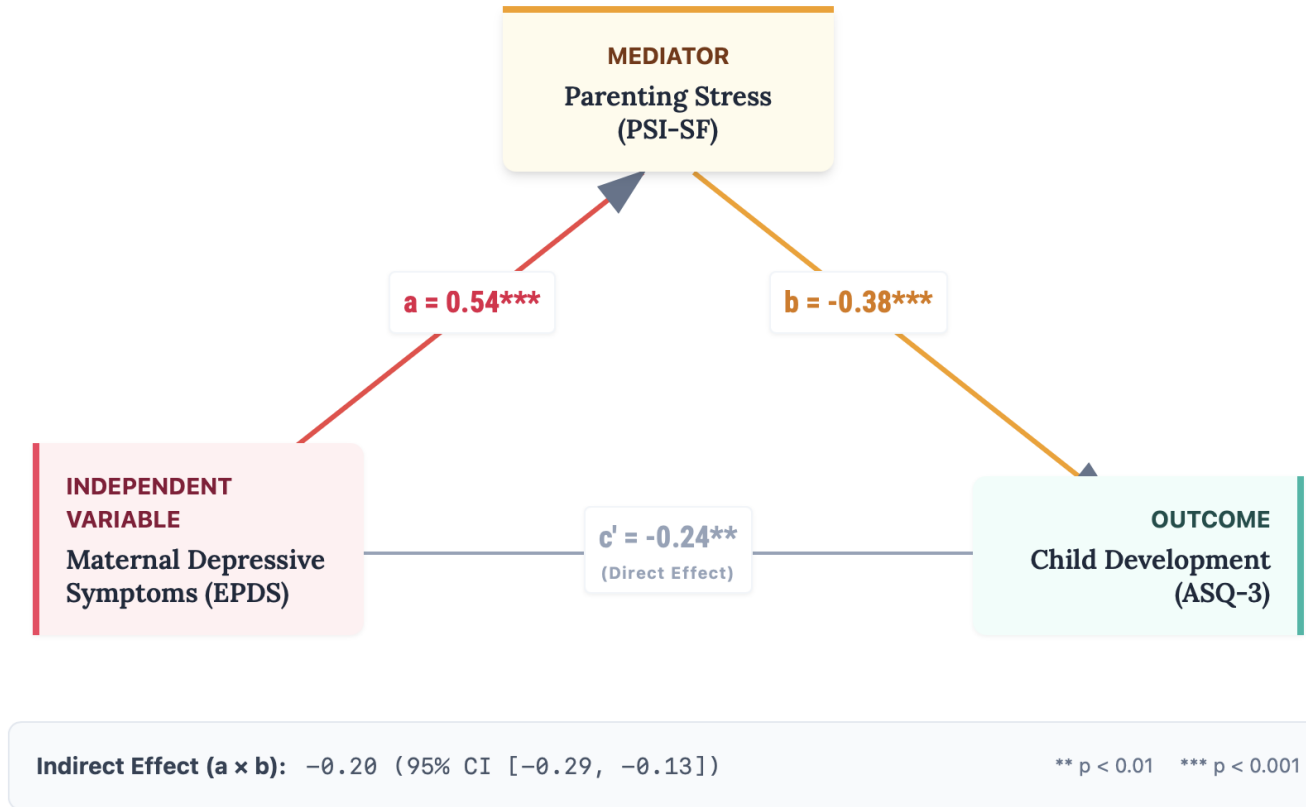 MEDIATOR
Parenting Stress
(PSI-SF)
a = 0.54***
b = -0.38***
INDEPENDENT
VARIABLE
Maternal Depressive
Symptoms (EPDS)
c' = -0.24**
(Direct Effect)
OUTCOME
Child Development
(ASQ-3)
Indirect Effect (a × b): −0.20 (95% CI [−0.29, −0.13])
** p < 0.01 *** p < 0.001